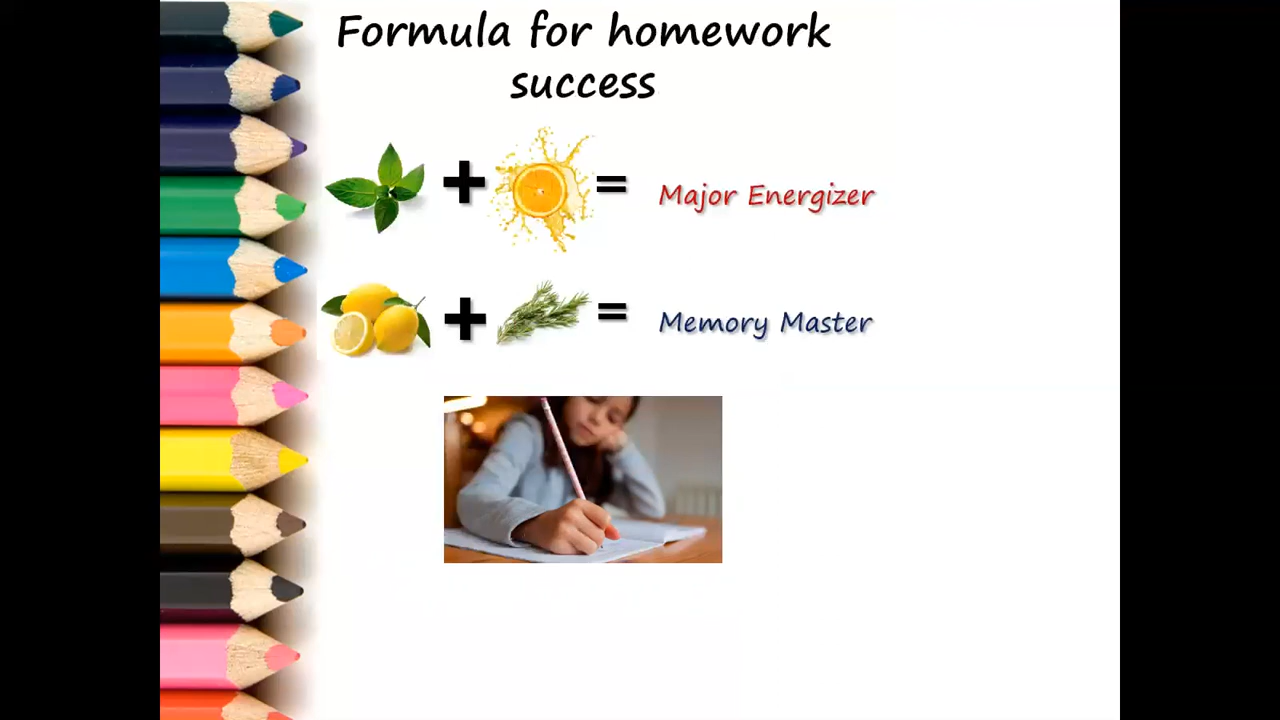 Formula for homework
success
+ = Major Energizer
+ = Memory Master